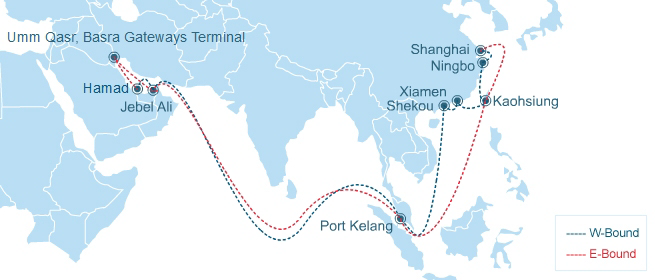 Umm Qasr, Basra Gateways Terminal
Hamad
Jebel Ali
Shanghai
Ningbo
Xiamen
Shekou
Kaohsiung
Port Kelang
W-Bound
E-Bound